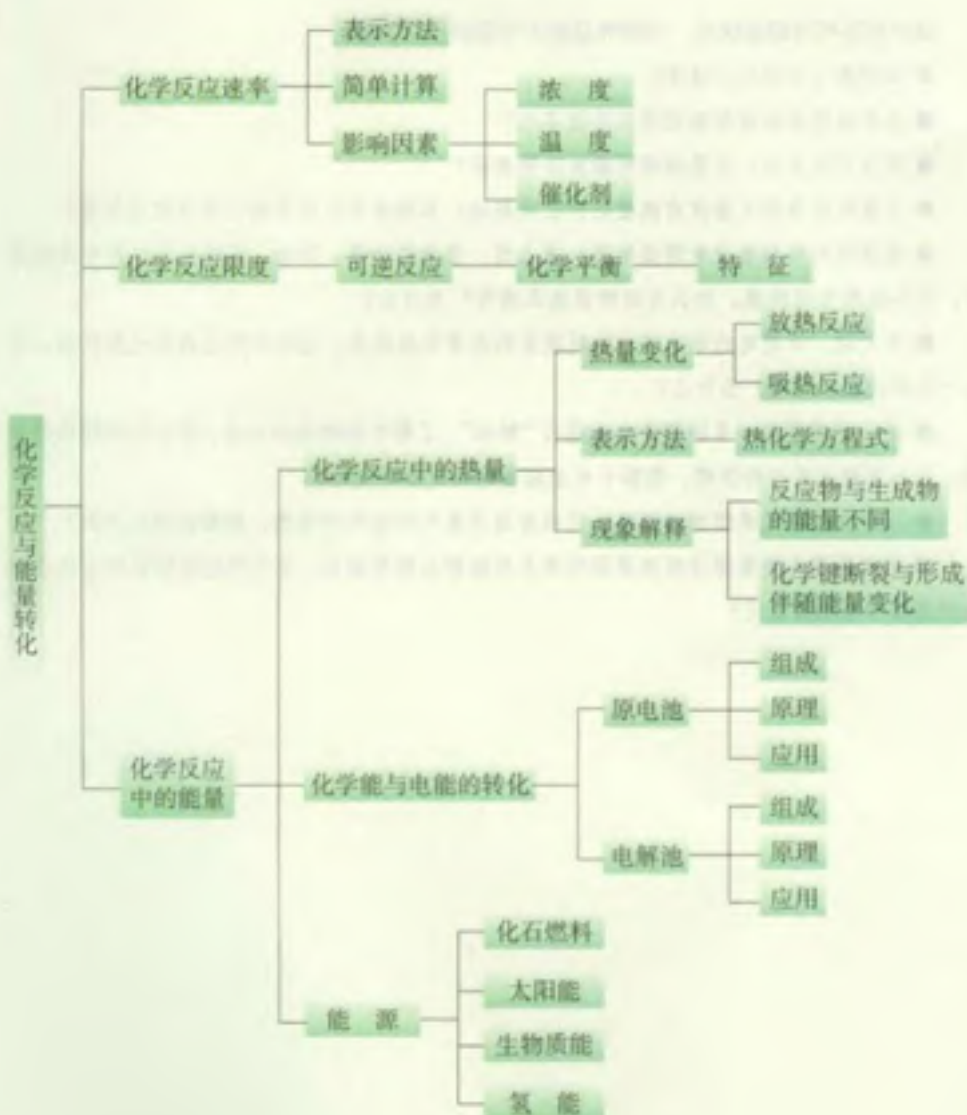 表示方法
化学反应速率
简单计算
浓 度
影响因素
温 度
催化剂
化学反应限度
可逆反应
化学平衡
特 征
放热反应
热量变化
吸热反应
化学反应与能量转化
表示方法
热化学方程式
化学反应中的热量
反应物与生成物
的能量不同
现象解释
化学键断裂与形成
伴随能量变化
组成
原电池
原理
应用
化学反应
中的能量
化学能与电能的转化
组成
电解池
原理
应用
化石燃料
太阳能
能 源
生物质能
氢 能